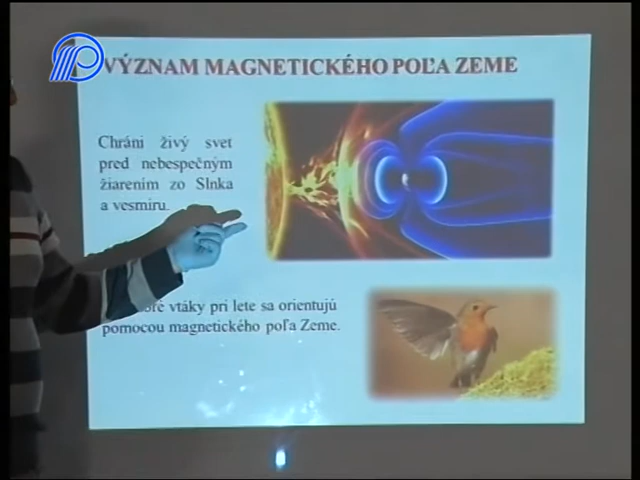 VÝZNAM MAGNETICKÉHO POĽA ZEME
Chráni živý svet
pred nebezpečným
žiarením zo Slnka
a vesmíru.
vtáky pri lete sa orientujú
pomocou magnetického poľa Zeme.